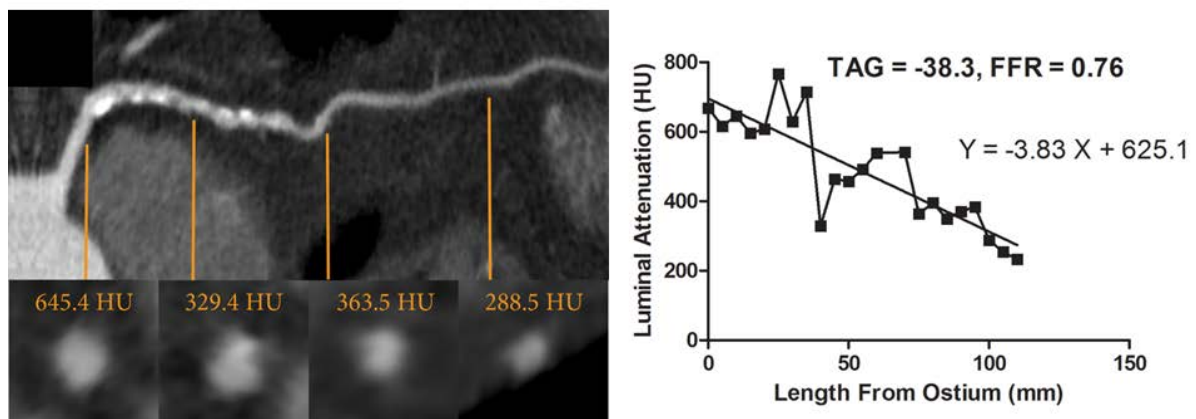 645.4 HU 329.4 HU 363.5 HU 288.5 HU
TAG = -38.3, FFR = 0.76
Y = -3.83 X + 625.1
Luminal Attenuation (HU)
800
600
400
200
0
0 50 100 150
Length From Ostium (mm)